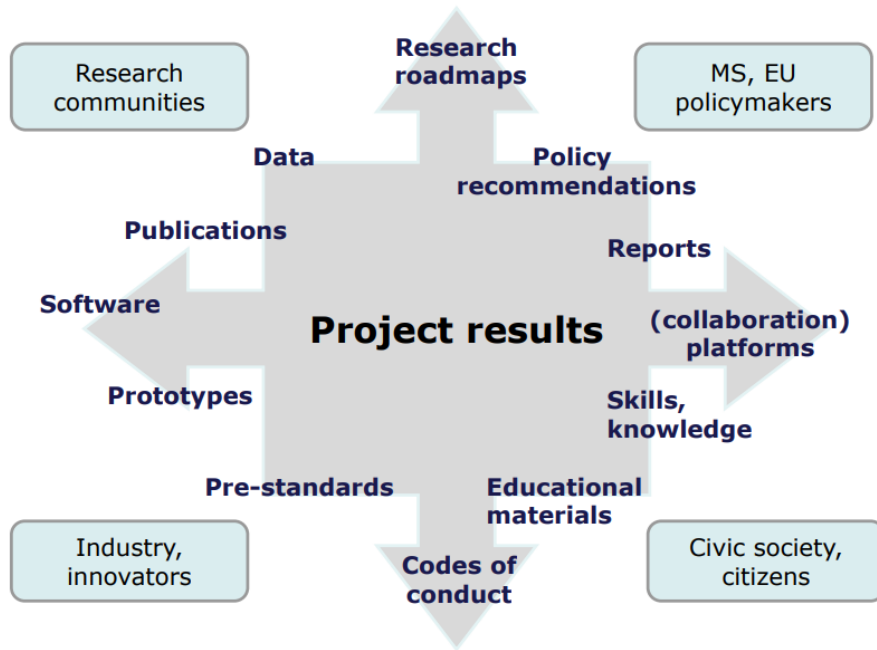 Research
roadmaps
Research
communities
MS, EU
policymakers
Data
Policy
recommendations
Publications
Reports
Software
Project results
(collaboration)
platforms
Prototypes
Skills,
knowledge
Pre-standards
Educational
materials
Industry,
innovators
Codes of
conduct
Civic society,
citizens